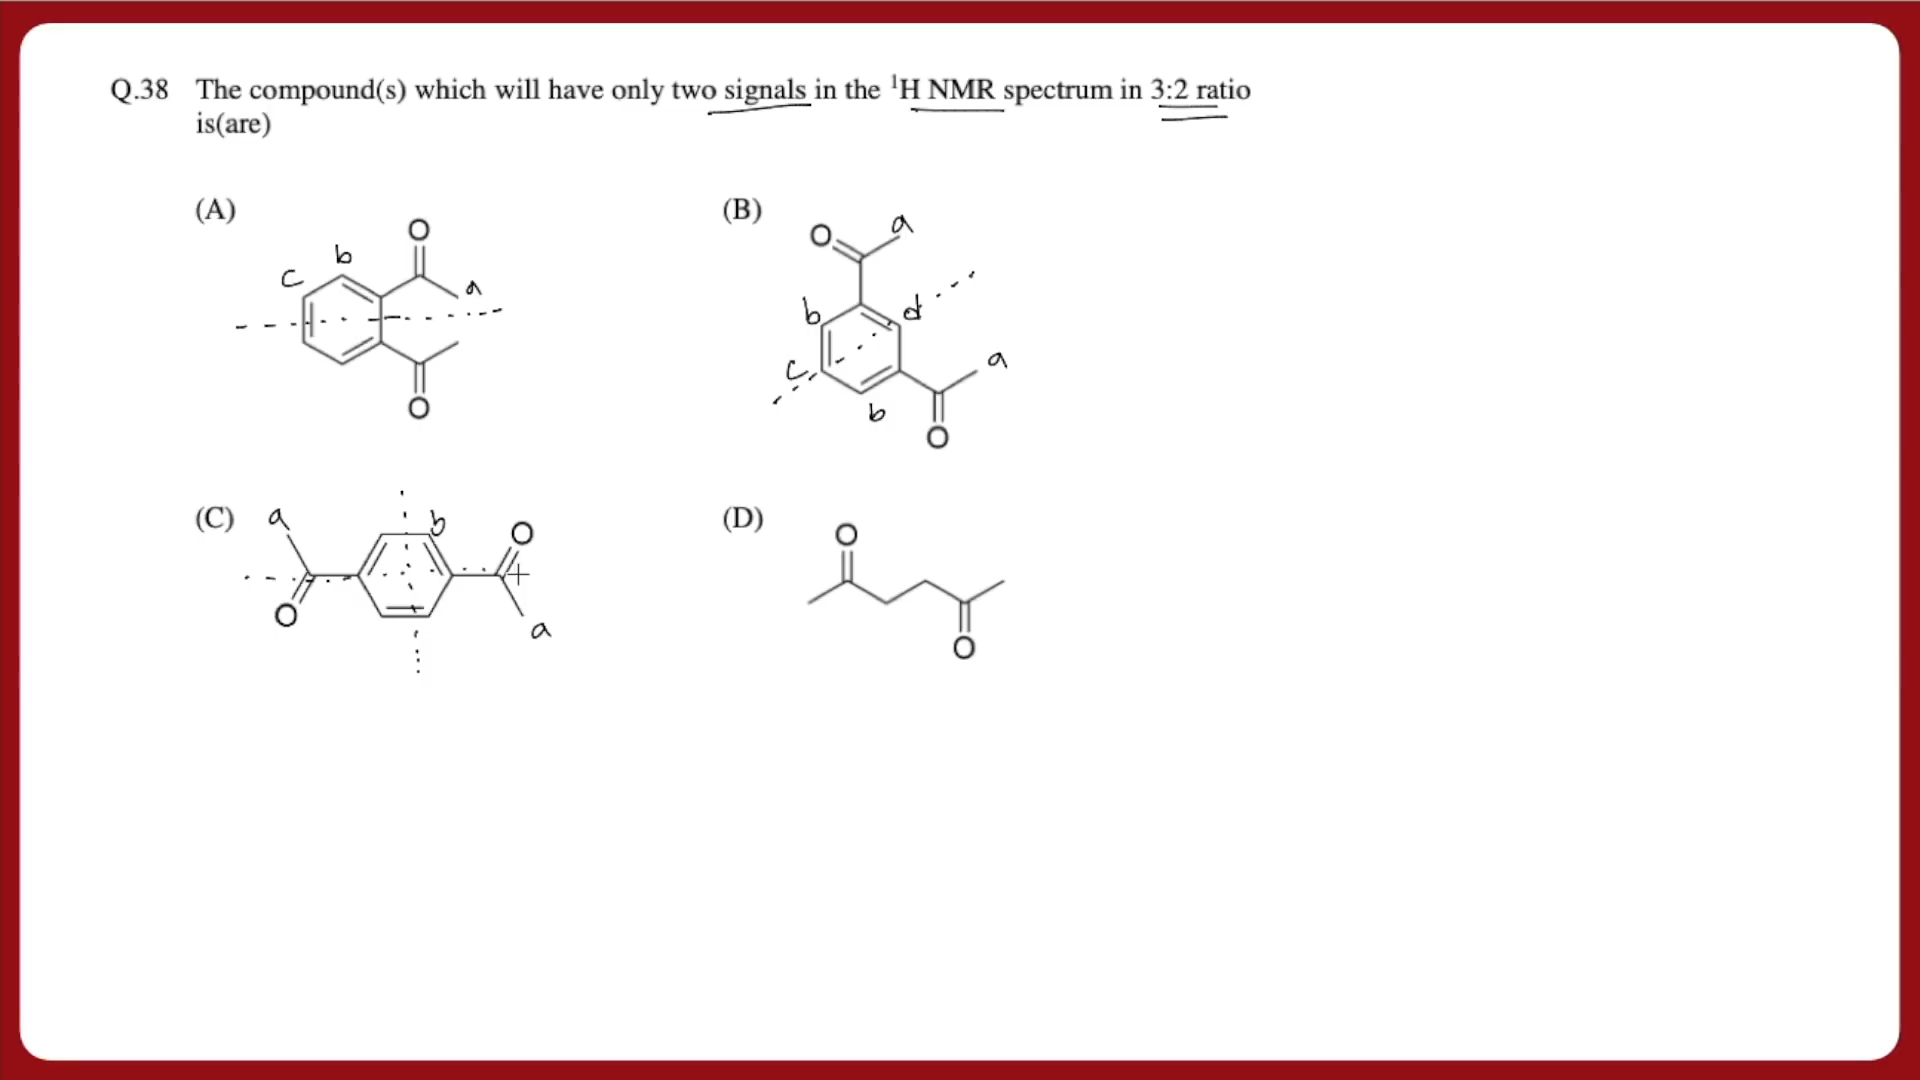 Q.38 The compound(s) which will have only two signals in the ¹H NMR spectrum in 3:2 ratio
is(are)
(A)
O
b
c
a
O
(B)
O
a
b
d
c
a
b
O
(C)
a
b
O
O
a
(D)
O
O